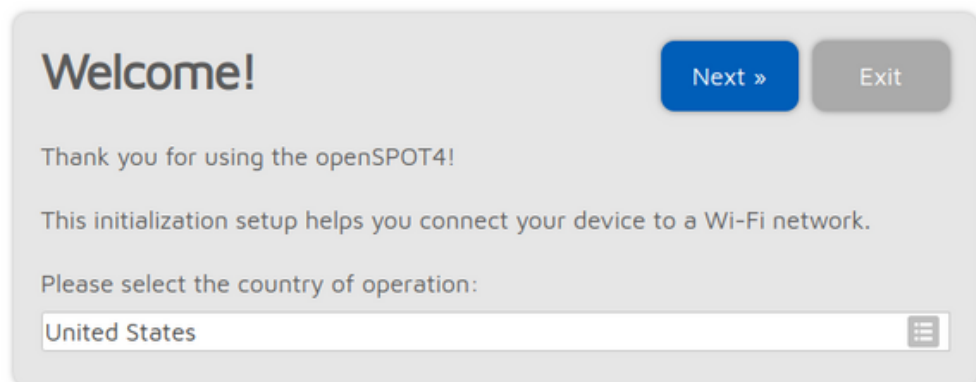 Welcome!
Next »
Exit
Thank you for using the openSPOT4!
This initialization setup helps you connect your device to a Wi-Fi network.
Please select the country of operation:
United States